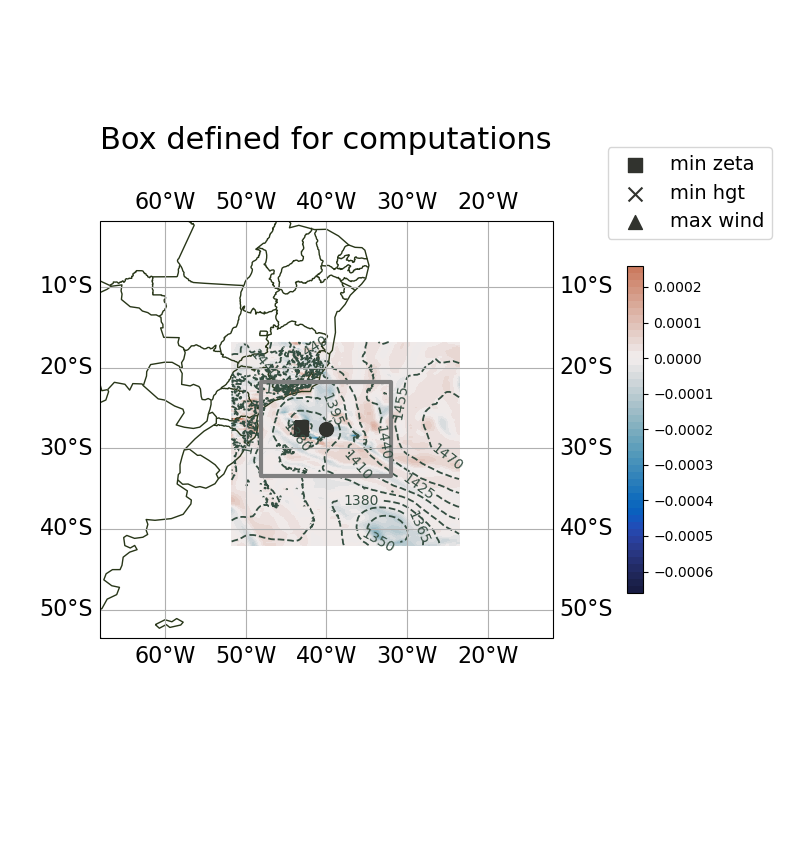 Box defined for computations
min zeta
min hgt
max wind
60°W 50°W 40°W 30°W 20°W
10°S 10°S
20°S 20°S
30°S 30°S
40°S 40°S
50°S 50°S
60°W 50°W 40°W 30°W 20°W
1395
1455
1440
1410
1470
1425
1380
1365
1350
0.0002
0.0001
0.0000
−0.0001
−0.0002
−0.0003
−0.0004
−0.0005
−0.0006